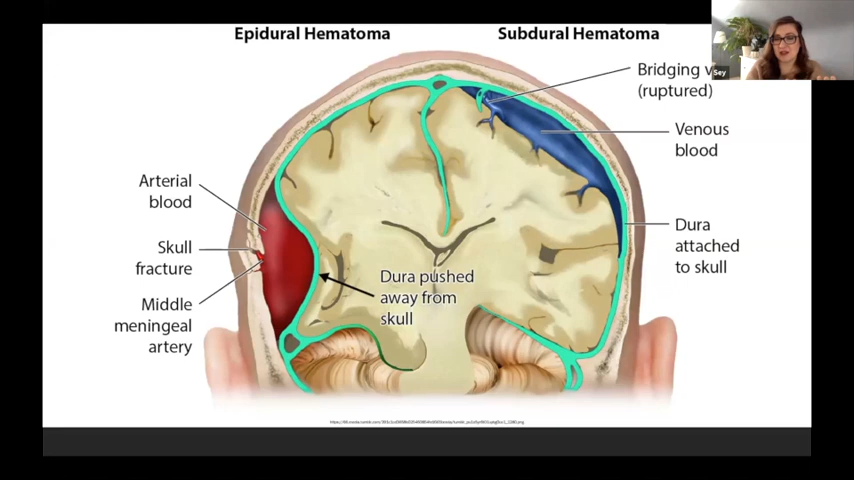 Epidural Hematoma
Subdural Hematoma
Sey
Bridging
(ruptured)
Venous
blood
Arterial
blood
Skull
fracture
Middle
meningeal
artery
Dura pushed
away from
skull
Dura
attached
to skull